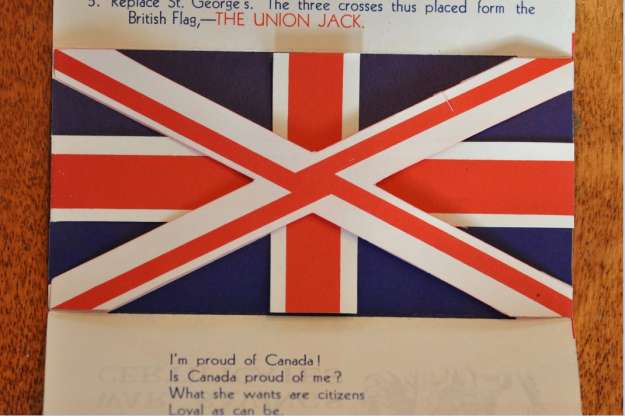 5. Replace St. George's. The three crosses thus placed form the
British Flag,—THE UNION JACK.
I'm proud of Canada!
Is Canada proud of me?
What she wants are citizens
Loyal as can be.